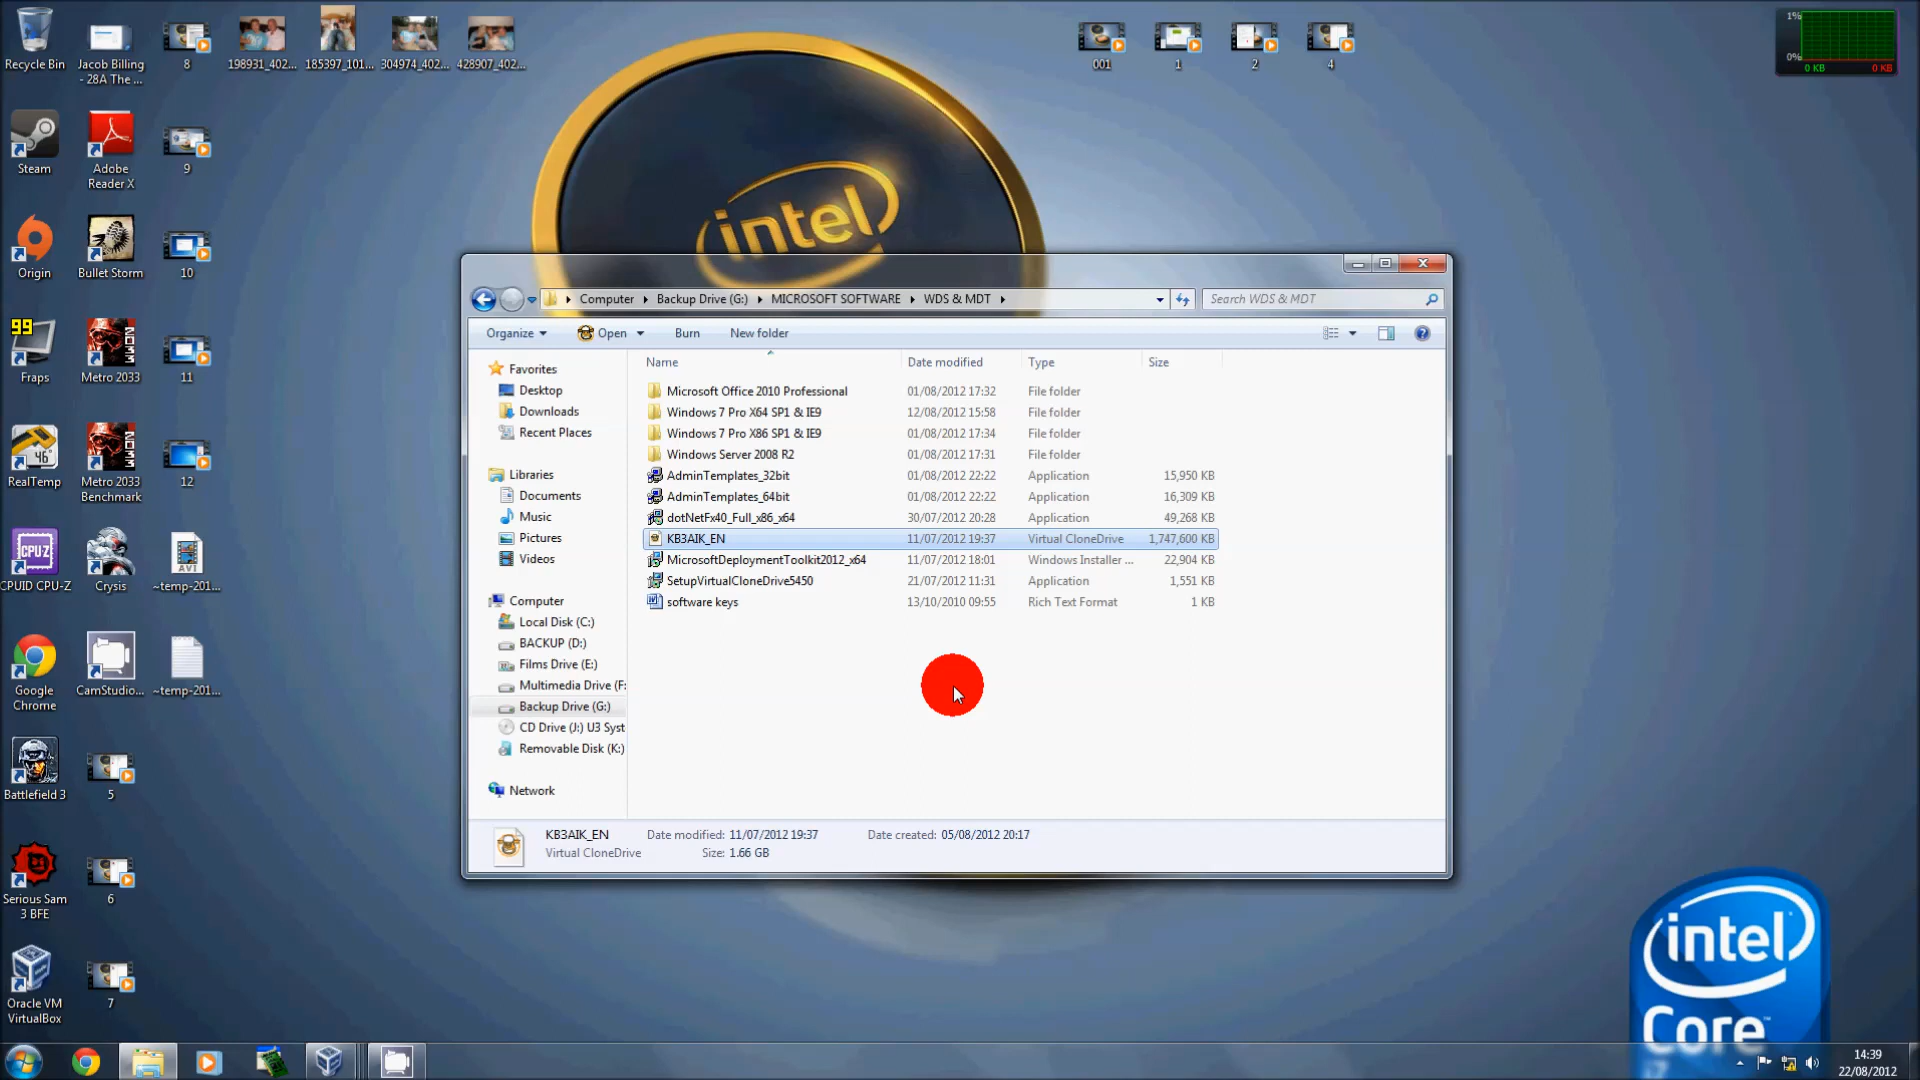 Recycle Bin
Jacob Billing
- 28A The ...
8
198931_402...
185397_101...
304974_402...
428907_402...
001
1
2
4
1%
0%
0 KB
0 KB
Steam
Adobe
Reader X
9
Origin
Bullet Storm
10
99
Fraps
2033
Metro 2033
11
46°
RealTemp
2033
Metro 2033
Benchmark
12
CPU-Z
CPUID CPU-Z
Crysis
AVI
~temp-201...
Google
Chrome
CamStudio...
~temp-201...
Battlefield 3
5
Serious Sam
3 BFE
6
Oracle VM
VirtualBox
7
intel
Computer
Backup Drive (G:)
MICROSOFT SOFTWARE
WDS & MDT
Search WDS & MDT
Organize
Open
Burn
New folder
Favorites
Desktop
Downloads
Recent Places
Libraries
Documents
Music
Pictures
Videos
Computer
Local Disk (C:)
BACKUP (D:)
Films Drive (E:)
Multimedia Drive (F:
Backup Drive (G:)
CD Drive (J:) U3 Syst
Removable Disk (K:)
Network
Name Date modified Type Size
Microsoft Office 2010 Professional 01/08/2012 17:32 File folder
Windows 7 Pro X64 SP1 & IE9 12/08/2012 15:58 File folder
Windows 7 Pro X86 SP1 & IE9 01/08/2012 17:34 File folder
Windows Server 2008 R2 01/08/2012 17:31 File folder
AdminTemplates_32bit 01/08/2012 22:22 Application 15,950 KB
AdminTemplates_64bit 01/08/2012 22:22 Application 16,309 KB
dotNetFx40_Full_x86_x64 30/07/2012 20:28 Application 49,268 KB
KB3AIK_EN 11/07/2012 19:37 Virtual CloneDrive 1,747,600 KB
MicrosoftDeploymentToolkit2012_x64 11/07/2012 18:01 Windows Installer ... 22,904 KB
SetupVirtualCloneDrive5450 21/07/2012 11:31 Application 1,551 KB
software keys 13/10/2010 09:55 Rich Text Format 1 KB
KB3AIK_EN Date modified: 11/07/2012 19:37 Date created: 05/08/2012 20:17
Virtual CloneDrive Size: 1.66 GB
intel
Core™
i7
14:39
22/08/2012